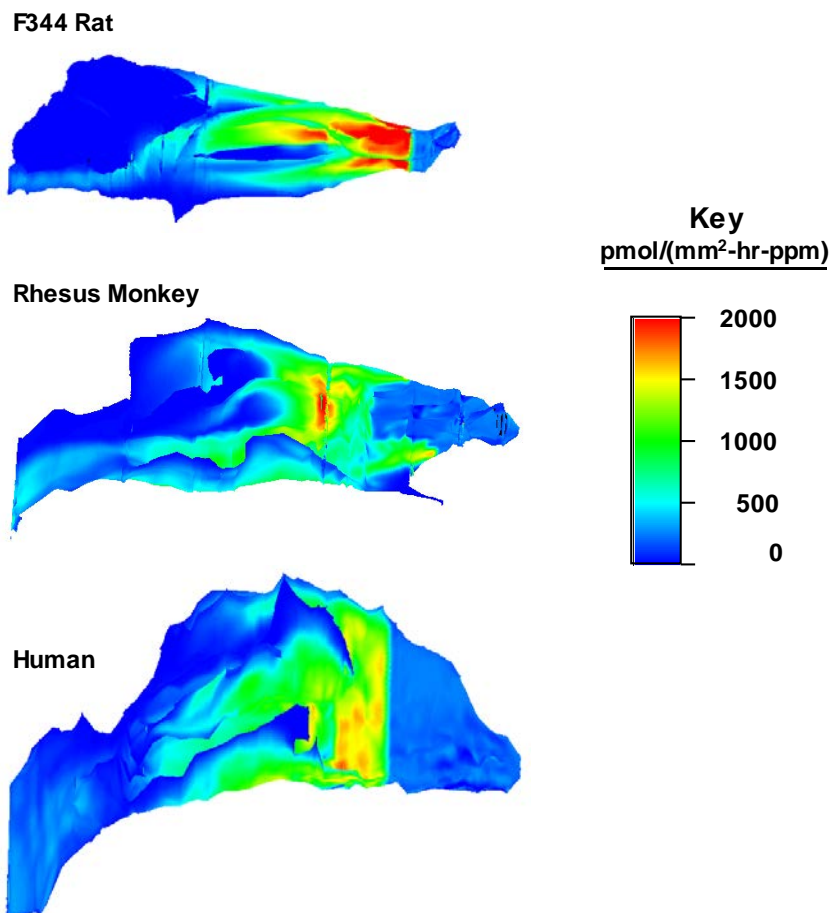 F344 Rat
Key
pmol/(mm²-hr-ppm)
Rhesus Monkey
2000
1500
1000
500
0
Human